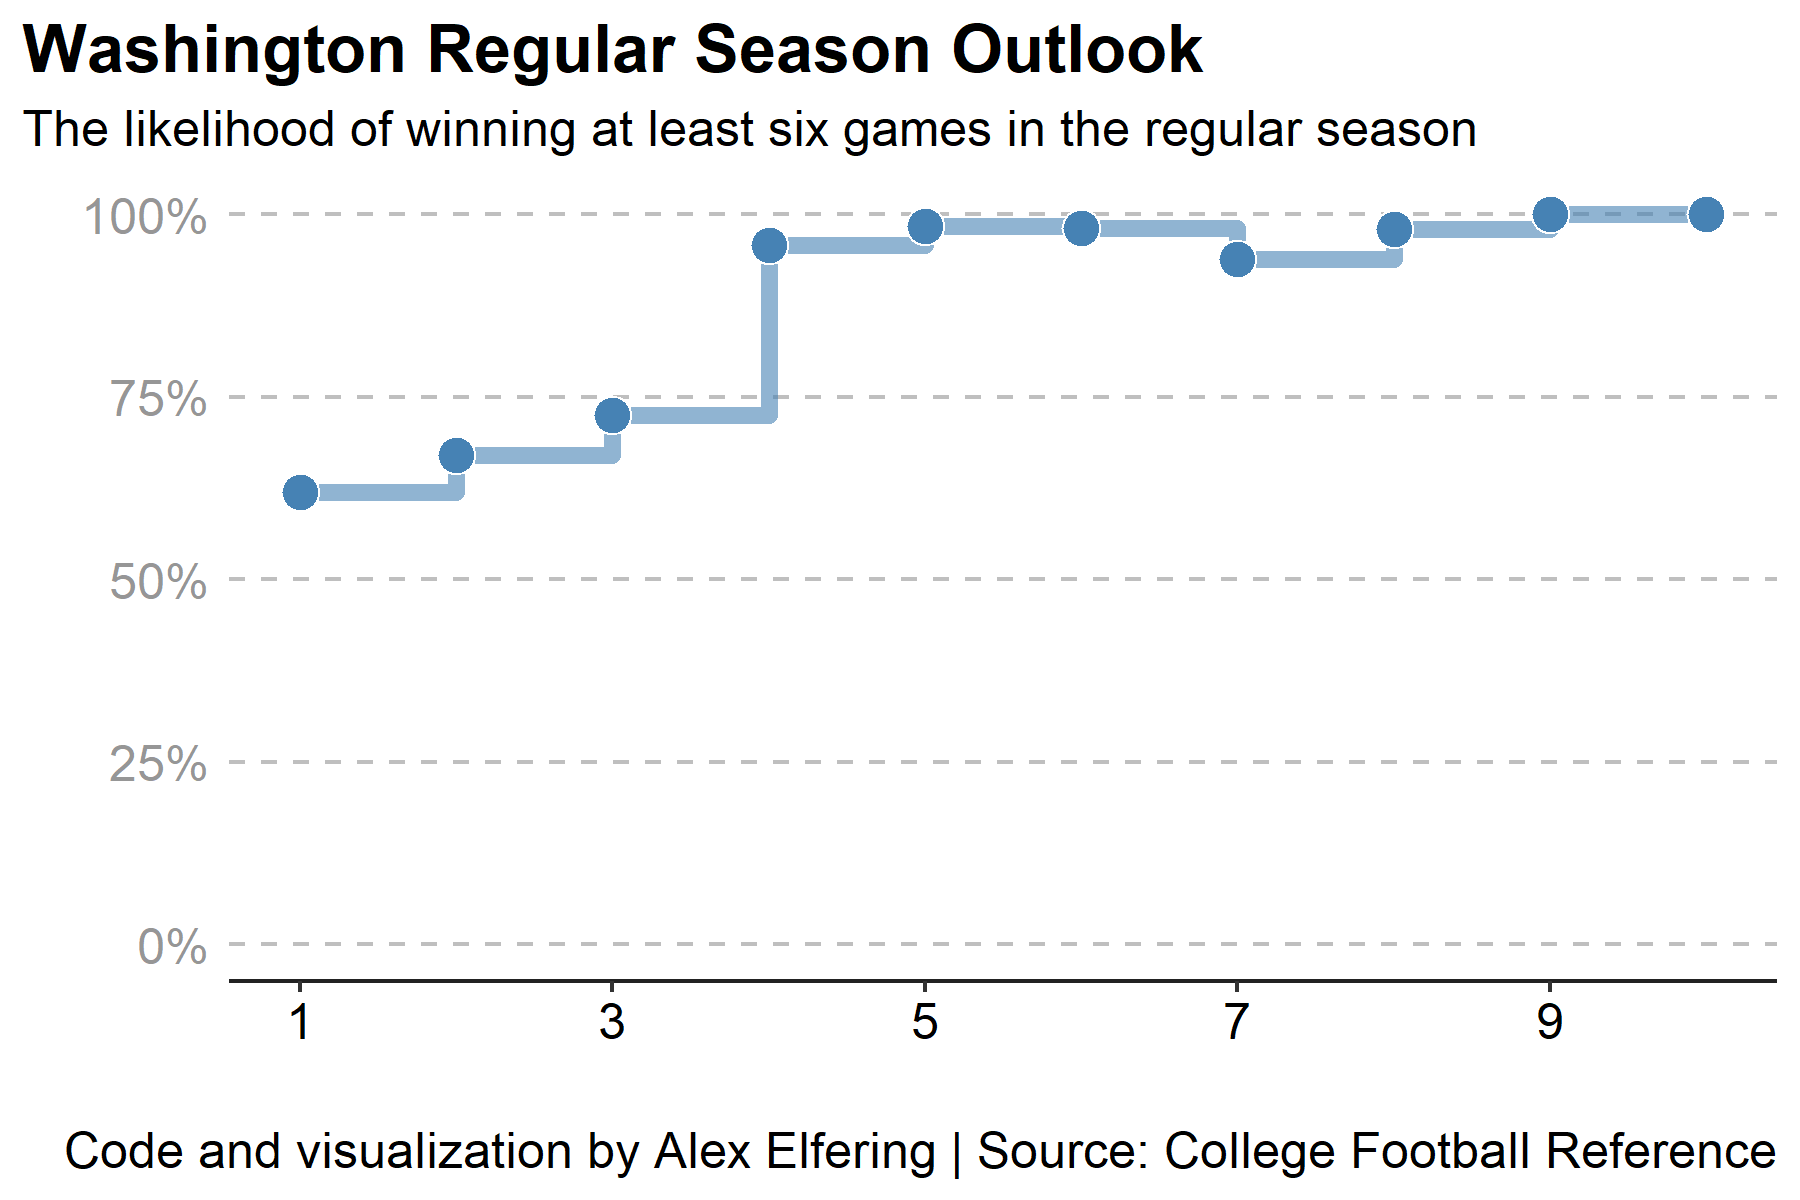 Washington Regular Season Outlook
The likelihood of winning at least six games in the regular season
100%
75%
50%
25%
0%
1 3 5 7 9
Code and visualization by Alex Elfering | Source: College Football Reference